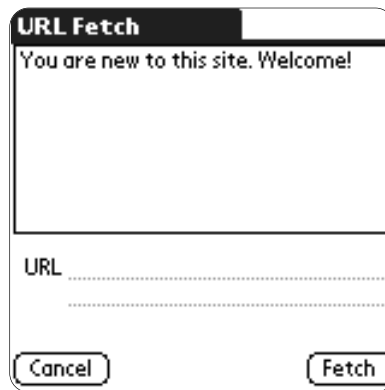 URL Fetch
You are new to this site. Welcome!
URL
Cancel
Fetch